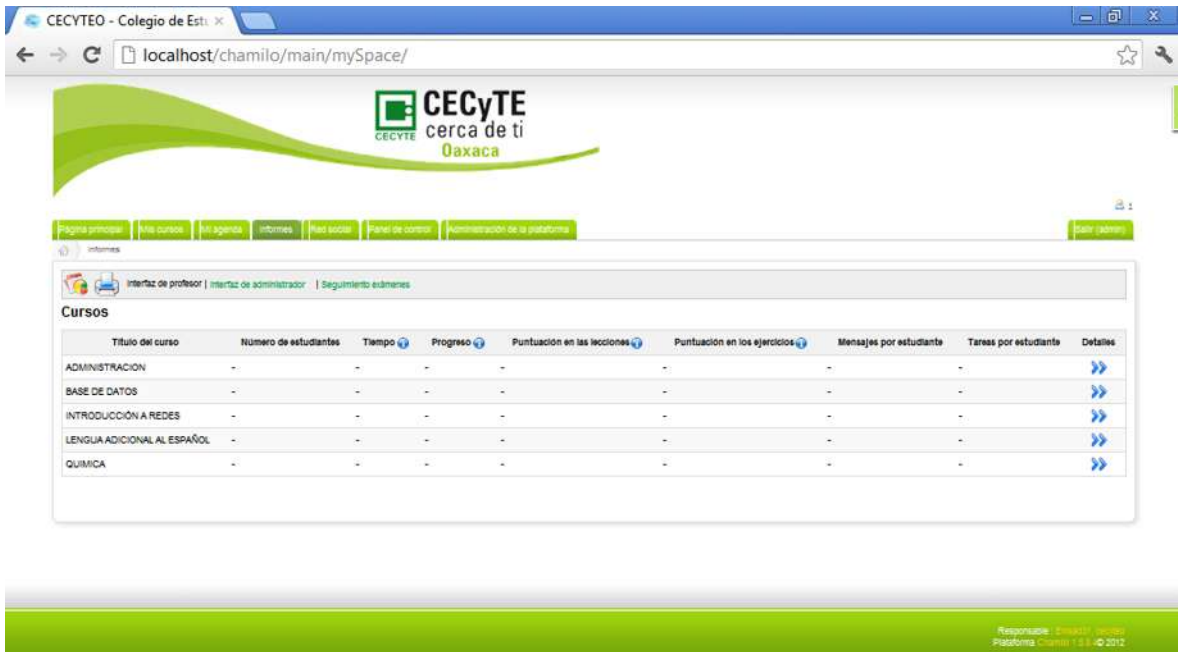 CECYTEO - Colegio de Estu
localhost/chamilo/main/mySpace/
CECyTE
CECYTE cerca de ti
Oaxaca
Página principal Mis cursos Mi agenda Informes Red social Panel de control Administración de la plataforma Salir (admin)
Informes
Interfaz de profesor | Interfaz de administrador | Seguimiento exámenes
Cursos
Título del curso Número de estudiantes Tiempo Progreso Puntuación en las lecciones Puntuación en los ejercicios Mensajes por estudiante Tareas por estudiante Detalles
ADMINISTRACION - - - - - - -
BASE DE DATOS - - - - - - -
INTRODUCCIÓN A REDES - - - - - - -
LENGUA ADICIONAL AL ESPAÑOL - - - - - - -
QUIMICA - - - - - - -
Responsable :
Plataforma Chamilo © 2012